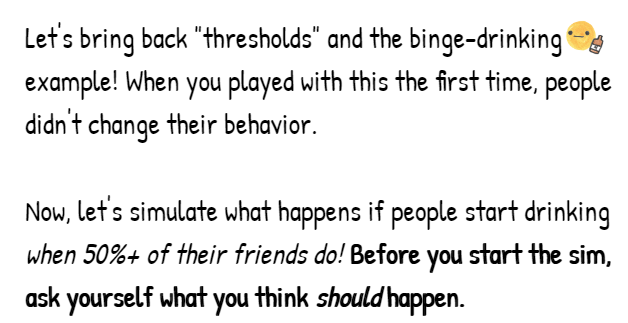 Let's bring back "thresholds" and the binge-drinking
example! When you played with this the first time, people
didn't change their behavior.
Now, let's simulate what happens if people start drinking
when 50%+ of their friends do! Before you start the sim,
ask yourself what you think should happen.